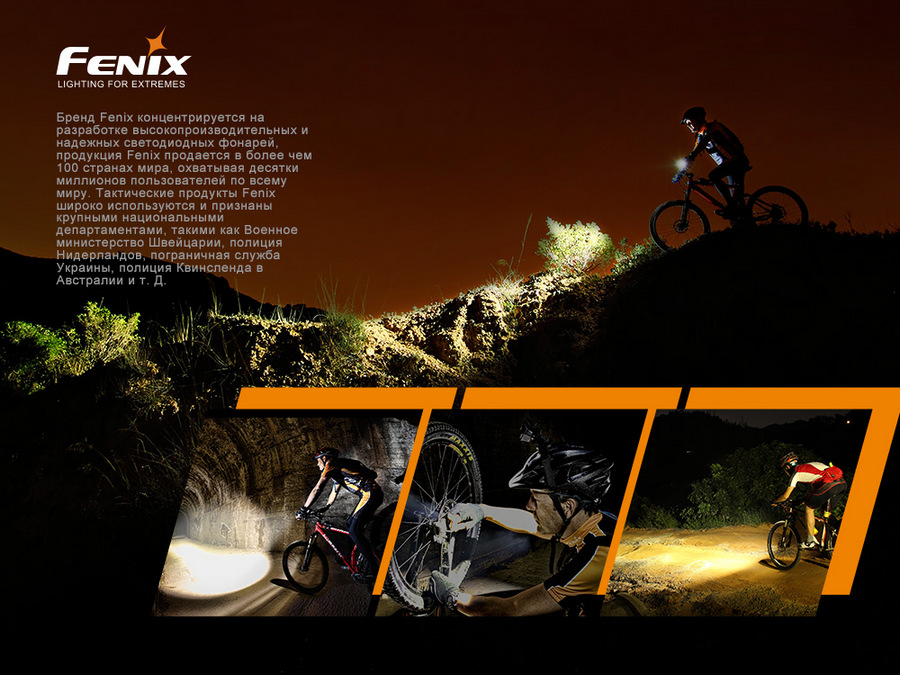 FENIX
LIGHTING FOR EXTREMES
Бренд Fenix концентрируется на
разработке высокопроизводительных и
надежных светодиодных фонарей,
продукция Fenix продается в более чем
100 странах мира, охватывая десятки
миллионов пользователей по всему
миру. Тактические продукты Fenix
широко используются и признаны
крупными национальными
департаментами, такими как Военное
министерство Швейцарии, полиция
Нидерландов, пограничная служба
Украины, полиция Квинсленда в
Австралии и т. Д.